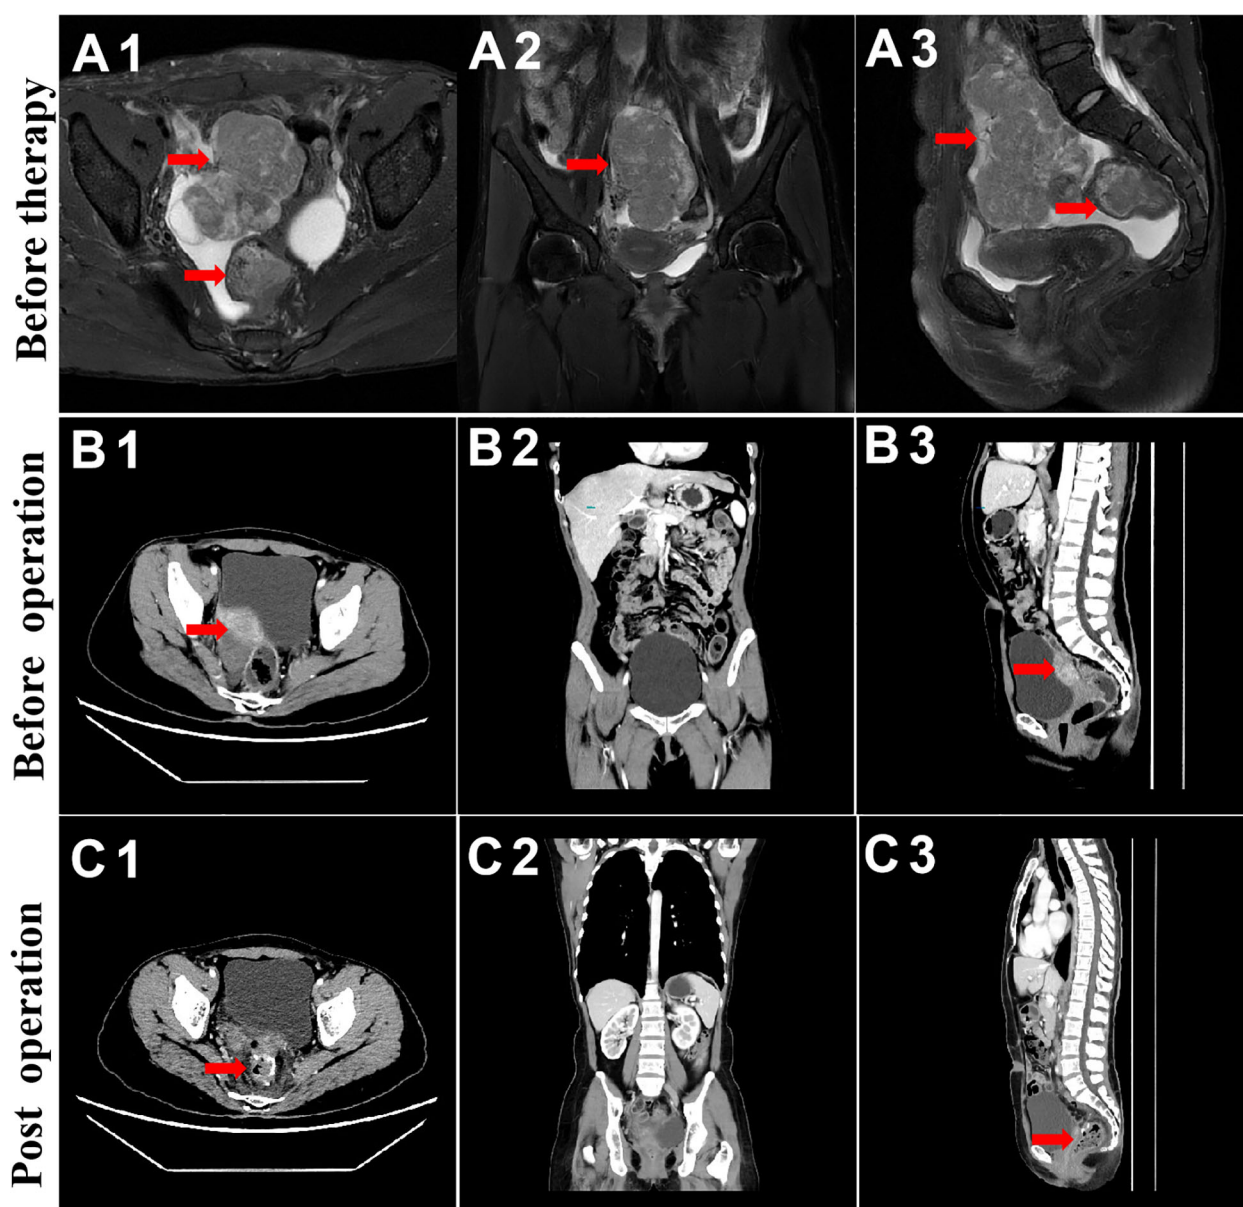 Before therapy
A1
A2
A3
Before operation
B1
B2
B3
Post operation
C1
C2
C3